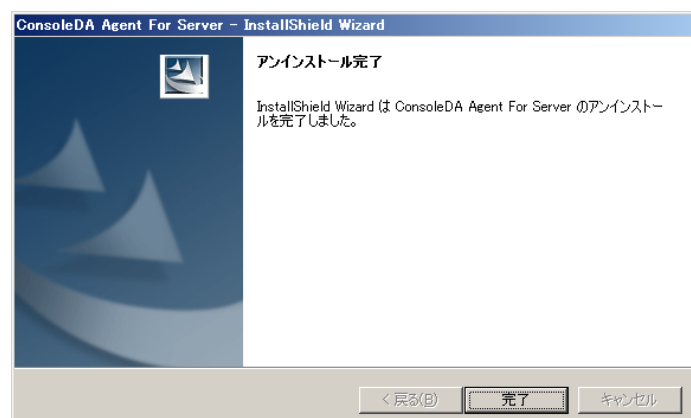 ConsoleDA Agent For Server - InstallShield Wizard
アンインストール完了
InstallShield Wizard は ConsoleDA Agent For Server のアンインストー
ルを完了しました。
< 戻る(B)
完了
キャンセル